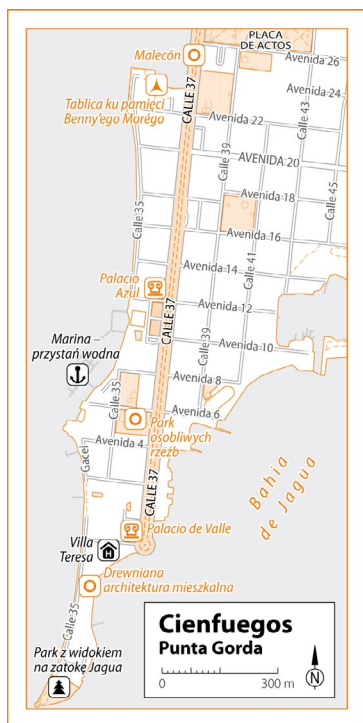 PLACA
DE ACTOS
Malecón
Avenida 26
Avenida 24
Tablica ku pamięci
Benny'ego Morego
CALLE 37
Calle 39
Calle 43
Avenida 22
AVENIDA 20
Avenida 18
Calle 45
Calle 35
Avenida 16
Calle 41
Avenida 14
Palacio
Azul
Avenida 12
CALLE 37
Calle 39
Avenida 10
Marina –
przystań wodna
Avenida 8
Calle 35
Avenida 6
Park
osobliwych
rzeźb
Avenida 4
Gacel
CALLE 37
Bahia
de Jagua
Palacio de Valle
Villa
Teresa
Drewniana
architektura mieszkalna
Calle 35
Park z widokiem
na zatokę Jagua
Cienfuegos
Punta Gorda
0
300 m
N